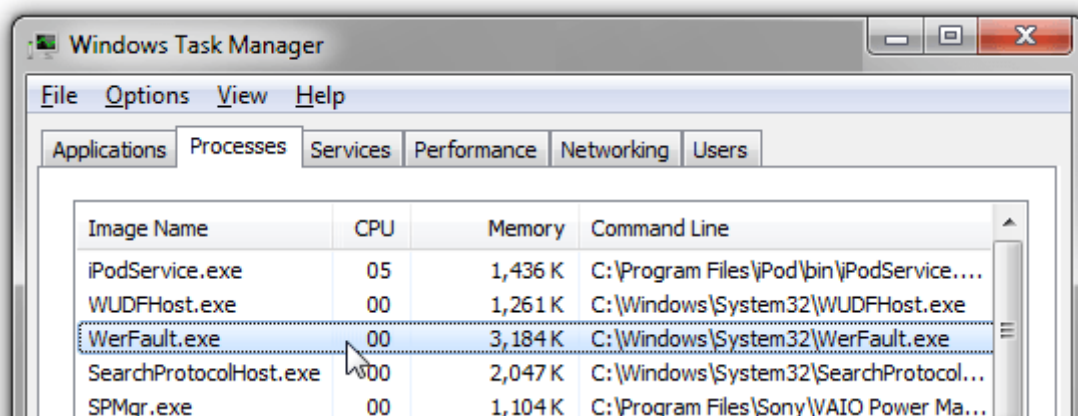 Windows Task Manager
File Options View Help
Applications Processes Services Performance Networking Users
Image Name CPU Memory Command Line
iPodService.exe 05 1,436 K C:\Program Files\iPod\bin\iPodService....
WUDFHost.exe 00 1,261 K C:\Windows\System32\WUDFHost.exe
WerFault.exe 00 3,184 K C:\Windows\System32\WerFault.exe
SearchProtocolHost.exe 00 2,047 K C:\Windows\System32\SearchProtocol...
SPMgr.exe 00 1,104 K C:\Program Files\Sony\VAIO Power Ma...